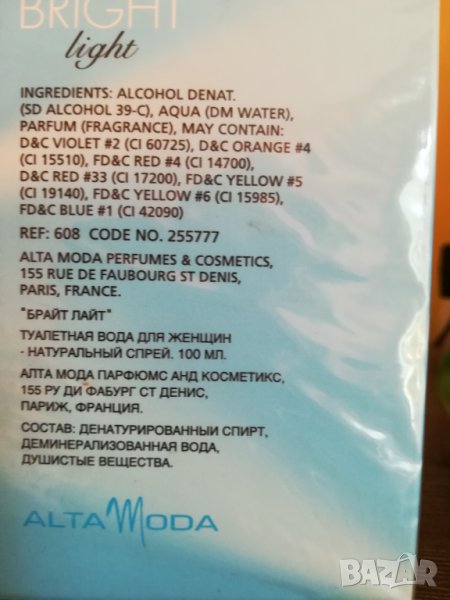 BRIGHT
light
INGREDIENTS: ALCOHOL DENAT.
(SD ALCOHOL 39-C), AQUA (DM WATER),
PARFUM (FRAGRANCE), MAY CONTAIN:
D&C VIOLET #2 (CI 60725), D&C ORANGE #4
(CI 15510), FD&C RED #4 (CI 14700),
D&C RED #33 (CI 17200), FD&C YELLOW #5
(CI 19140), FD&C YELLOW #6 (CI 15985),
FD&C BLUE #1 (CI 42090)
REF: 608 CODE NO. 255777
ALTA MODA PERFUMES & COSMETICS,
155 RUE DE FAUBOURG ST DENIS,
PARIS, FRANCE.
"БРАЙТ ЛАЙТ"
ТУАЛЕТНАЯ ВОДА ДЛЯ ЖЕНЩИН
- НАТУРАЛЬНЫЙ СПРЕЙ. 100 МЛ.
АЛТА МОДА ПАРФЮМС АНД КОСМЕТИКС,
155 РУ ДИ ФАБУРГ СТ ДЕНИС,
ПАРИЖ, ФРАНЦИЯ.
СОСТАВ: ДЕНАТУРИРОВАННЫЙ СПИРТ,
ДЕМИНЕРАЛИЗОВАННАЯ ВОДА,
ДУШИСТЫЕ ВЕЩЕСТВА.
ALTA MODA
BAZAR